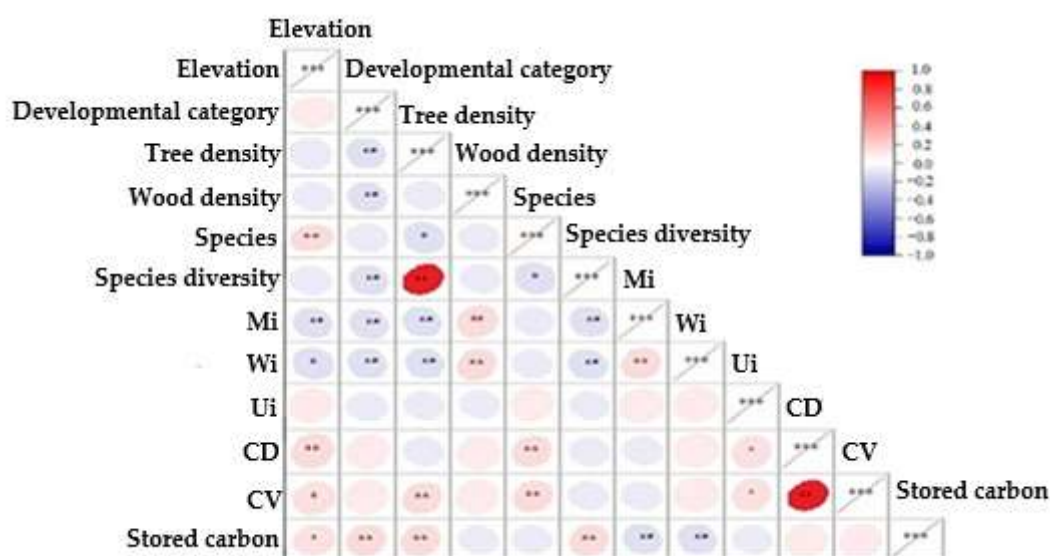 Elevation
Elevation Developmental category
Developmental category Tree density
Tree density Wood density
Wood density Species
Species Species diversity
Species diversity Mi
Mi Wi
Wi Ui
Ui CD
CD CV
CV Stored carbon
Stored carbon
1.0
0.8
0.6
0.4
0.2
0.0
-0.2
-0.4
-0.6
-0.8
-1.0